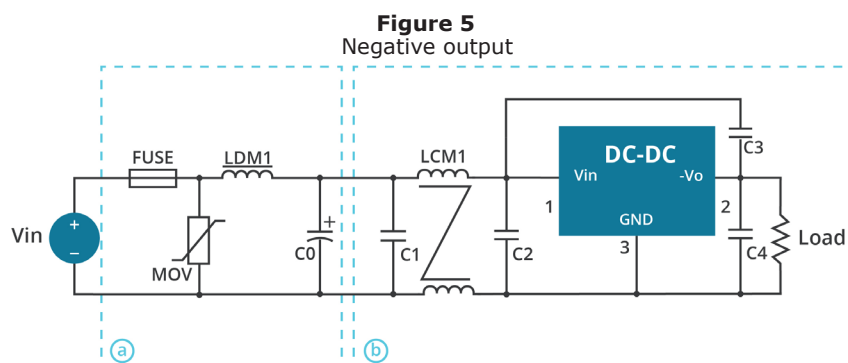 Figure 5
Negative output
FUSE
LDM1
LCM1
DC-DC
C3
Vin
-Vo
1
2
GND
3
Vin
+
−
MOV
+
C0
C1
C2
C4
Load
a
b